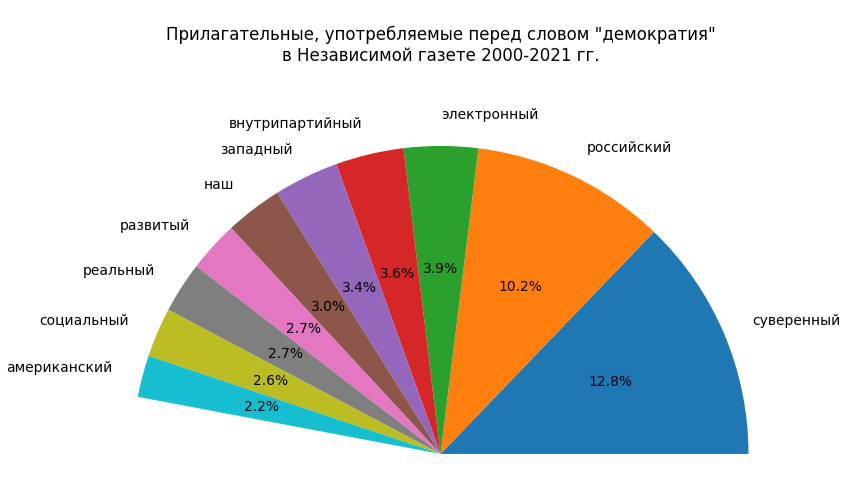 Прилагательные, употребляемые перед словом "демократия"
в Независимой газете 2000-2021 гг.
электронный
внутрипартийный
российский
западный
наш
развитый
реальный
социальный
суверенный
американский
3.9%
3.6%
10.2%
3.4%
3.0%
2.7%
2.7%
12.8%
2.6%
2.2%